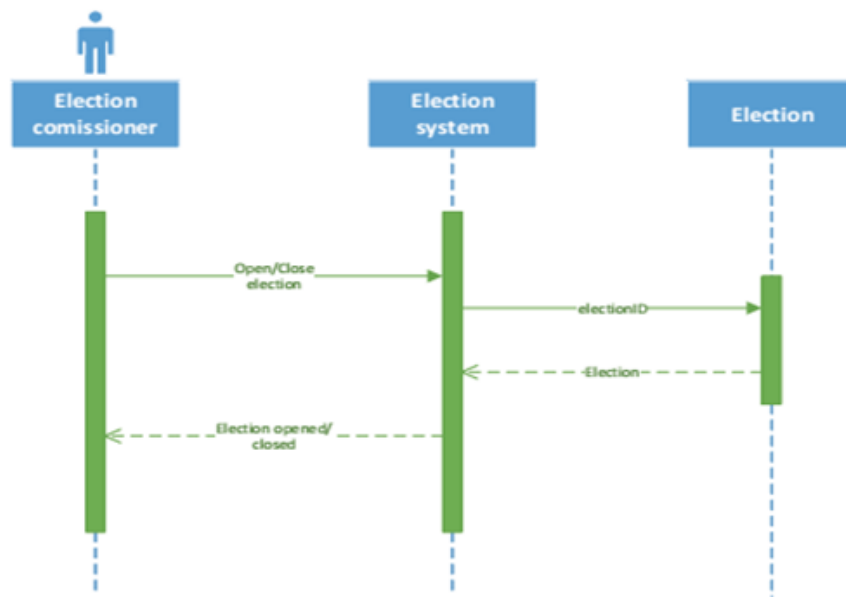 Election
comissioner
Election
system
Election
Open/Close
election
electionID
Election
Election opened/
closed